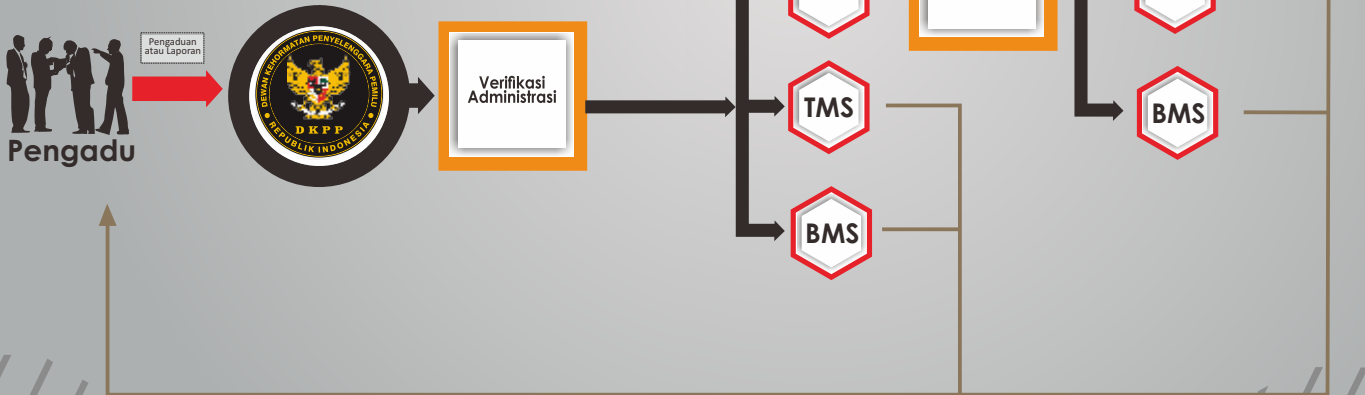 Pengaduan
atau Laporan
Pengadu
DEWAN KEHORMATAN PENYELENGGARA PEMILU
DKPP
REPUBLIK INDONESIA
Verifikasi
Administrasi
TMS
BMS
BMS